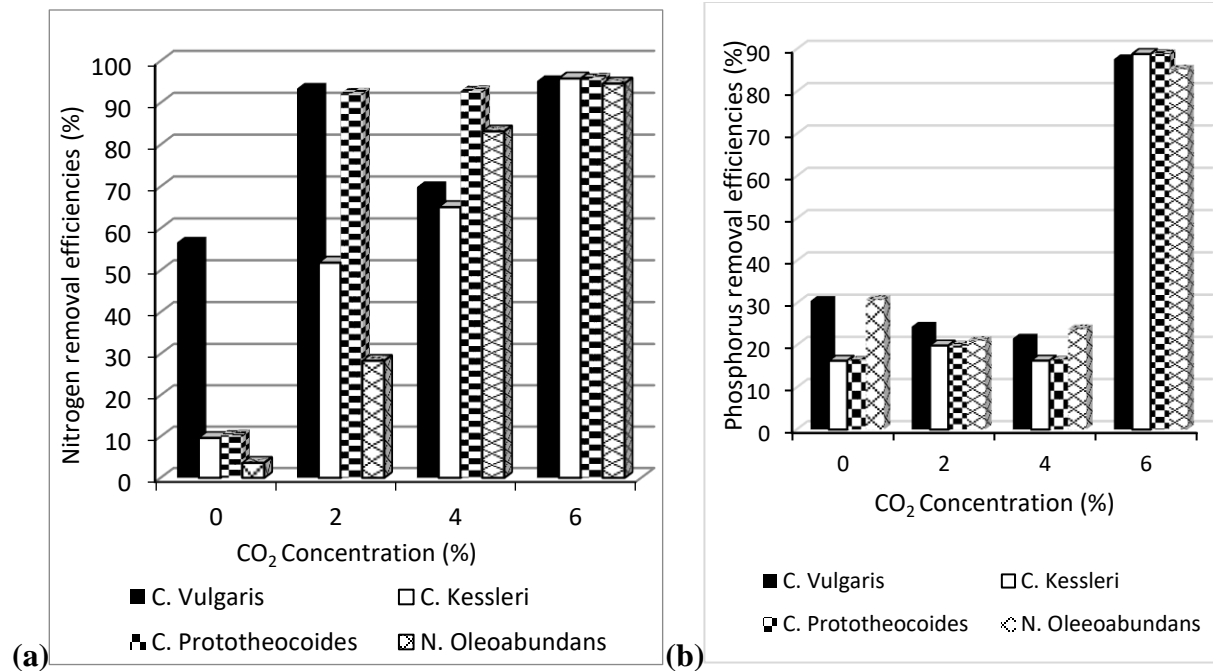 Nitrogen removal efficiencies (%)
100
90
80
70
60
50
40
30
20
10
0
0 2 4 6
CO2 Concentration (%)
C. Vulgaris C. Kessleri
C. Prototheocoides N. Oleoabundans
(a)
Phosphorus removal efficiencies (%)
90
80
70
60
50
40
30
20
10
0
0 2 4 6
CO2 Concentration (%)
C. Vulgaris C. Kessleri
C. Prototheocoides N. Oleeoabundans
(b)